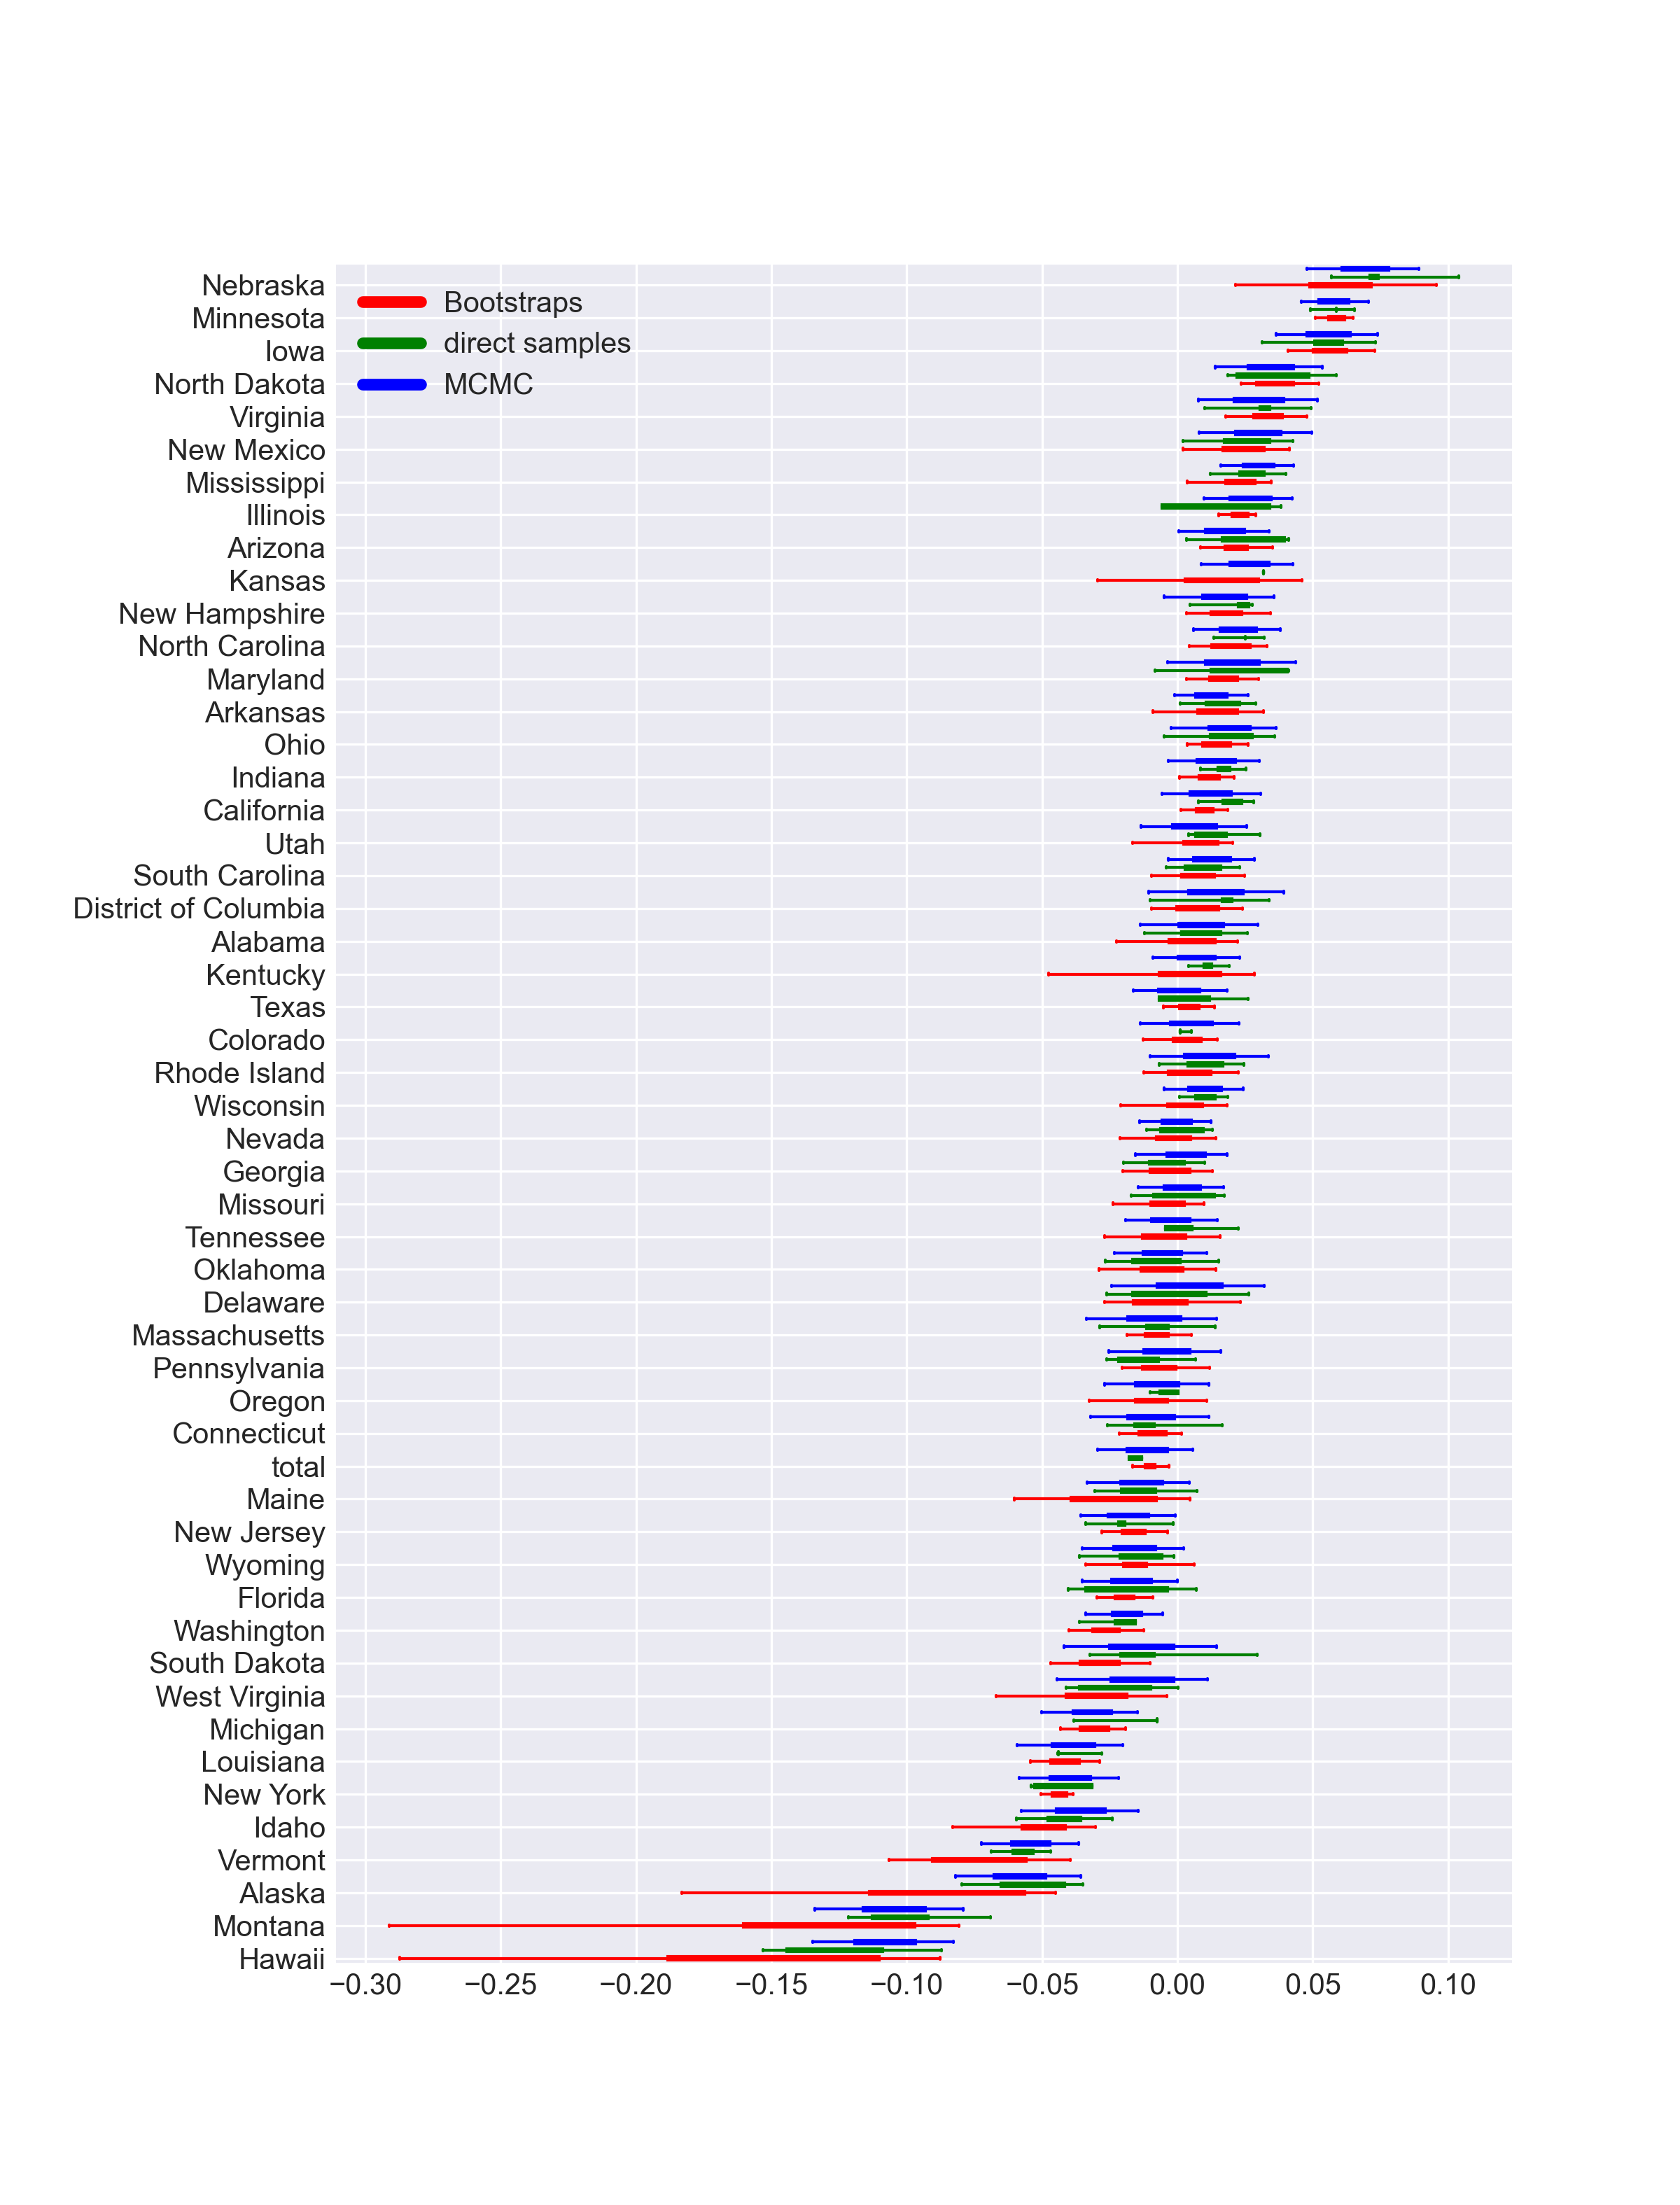 Nebraska
Minnesota
Iowa
North Dakota
Virginia
New Mexico
Mississippi
Illinois
Arizona
Kansas
New Hampshire
North Carolina
Maryland
Arkansas
Ohio
Indiana
California
Utah
South Carolina
District of Columbia
Alabama
Kentucky
Texas
Colorado
Rhode Island
Wisconsin
Nevada
Georgia
Missouri
Tennessee
Oklahoma
Delaware
Massachusetts
Pennsylvania
Oregon
Connecticut
total
Maine
New Jersey
Wyoming
Florida
Washington
South Dakota
West Virginia
Michigan
Louisiana
New York
Idaho
Vermont
Alaska
Montana
Hawaii
Bootstraps
direct samples
MCMC
−0.30 −0.25 −0.20 −0.15 −0.10 −0.05 0.00 0.05 0.10